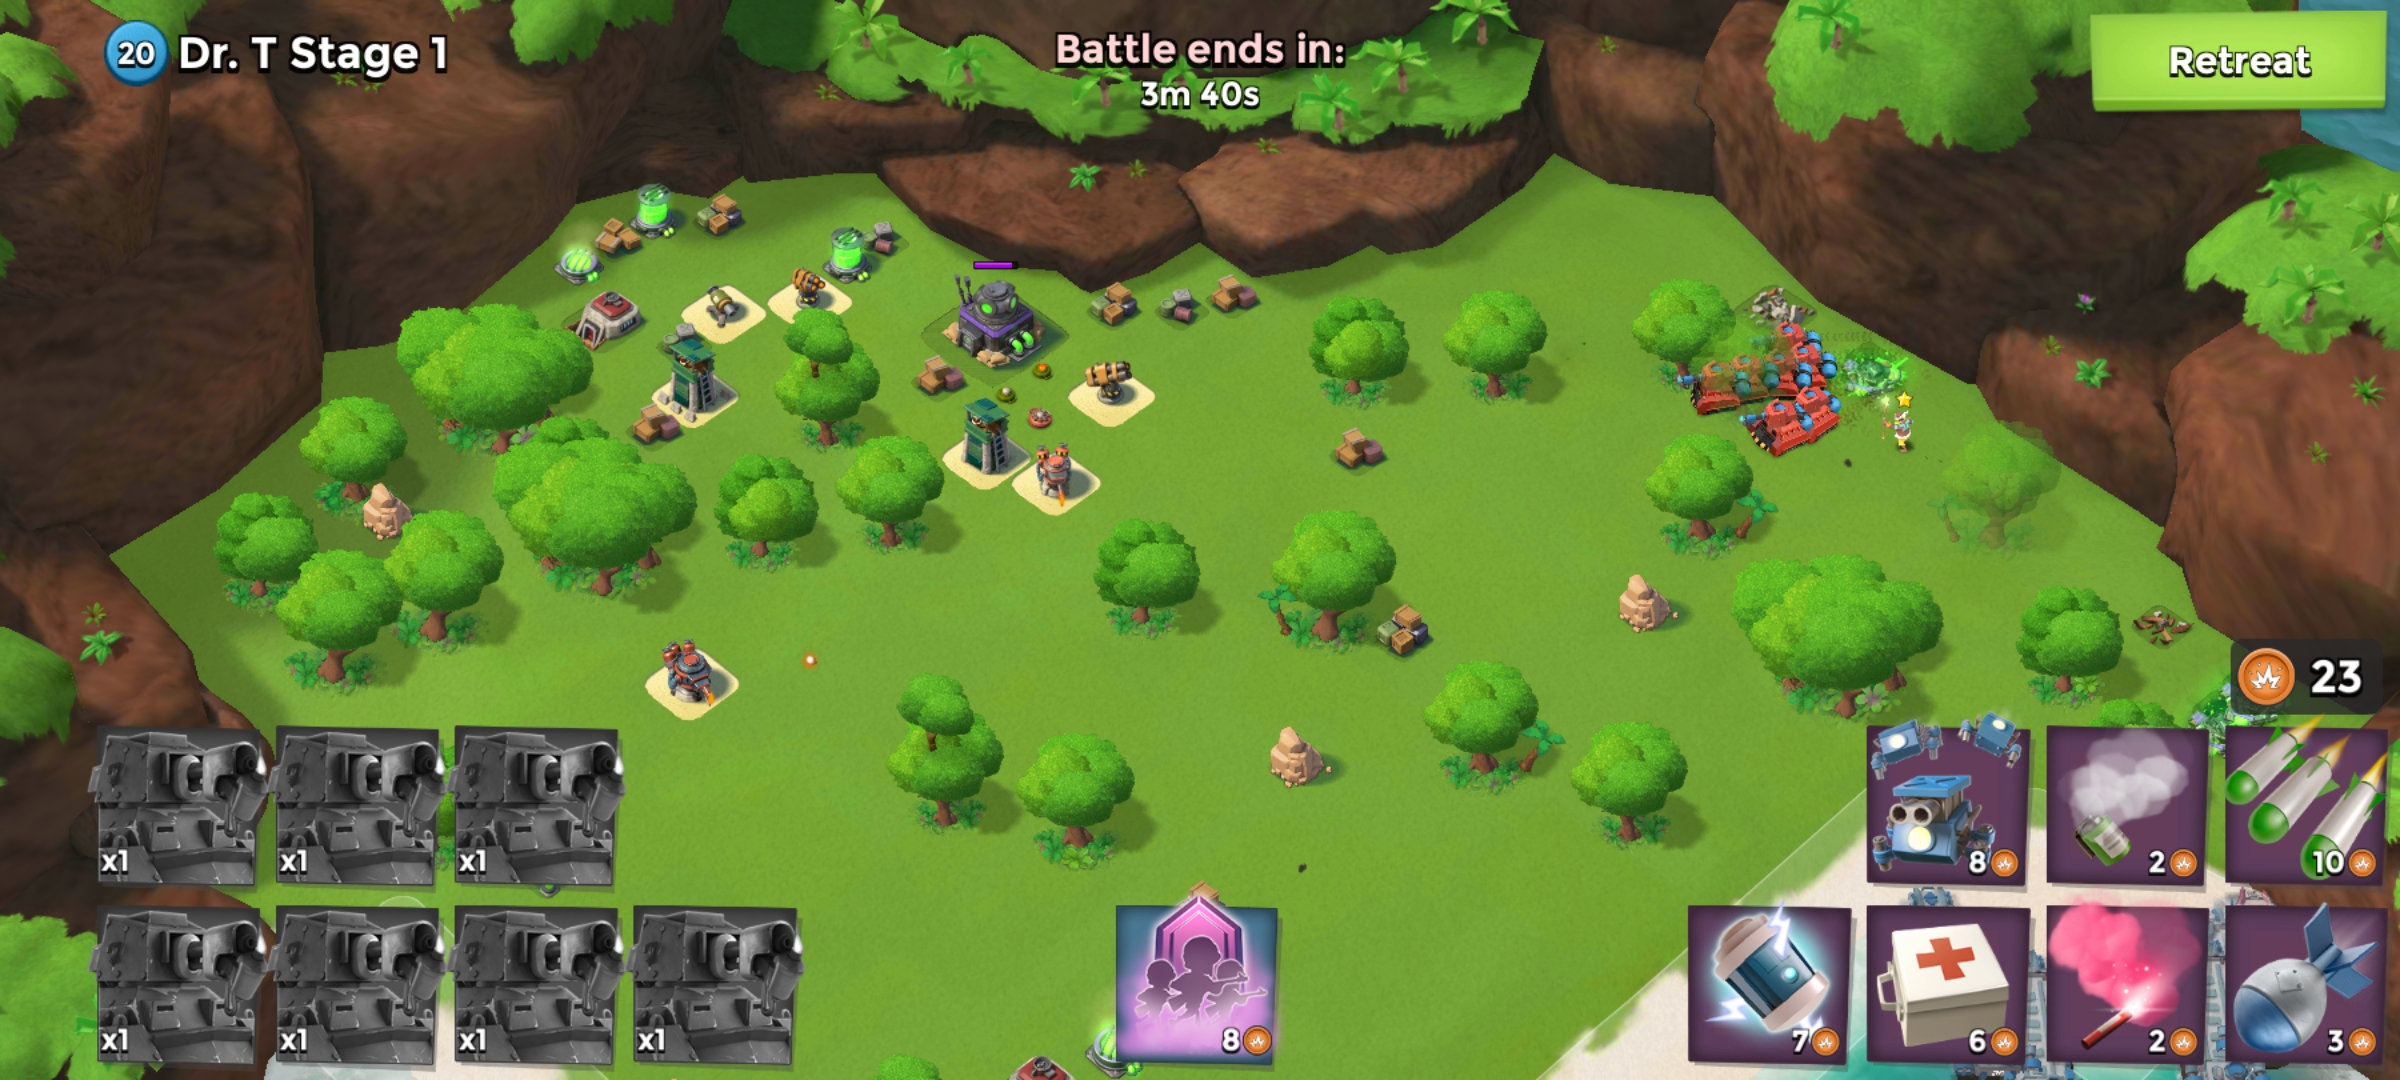 20 Dr. T Stage 1
Battle ends in:
3m 40s
Retreat
23
x1 x1 x1
8 2 10
x1 x1 x1 x1
8
7 6 2 3